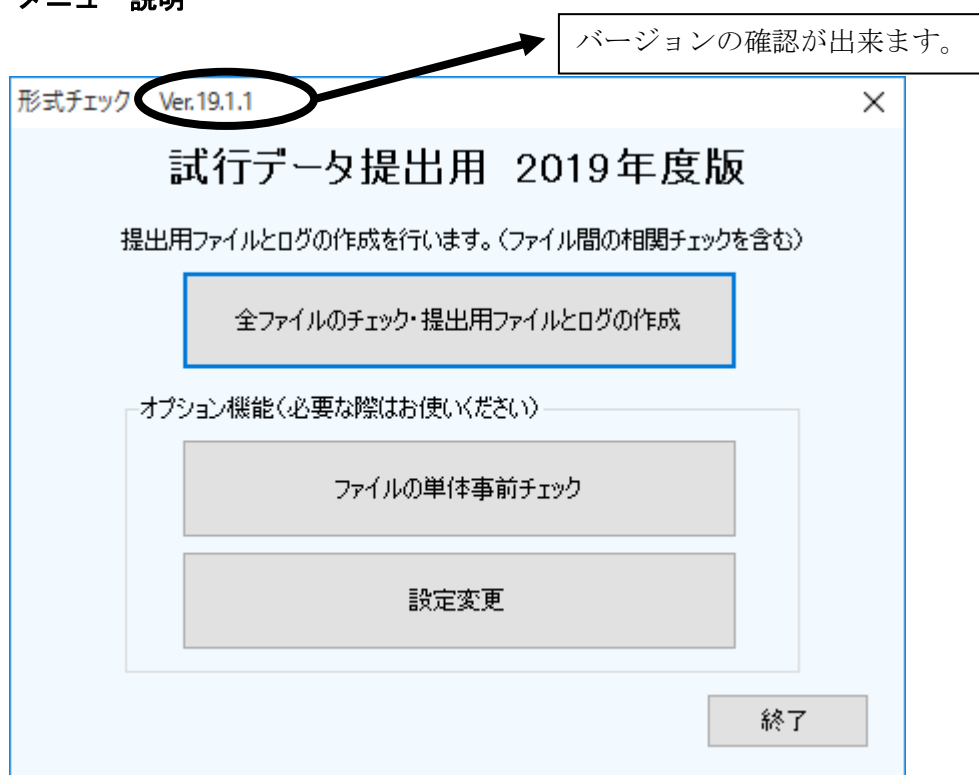 メニュー説明
バージョンの確認が出来ます。
形式チェック Ver.19.1.1
試行データ提出用 2019年度版
提出用ファイルとログの作成を行います。(ファイル間の相関チェックを含む)
全ファイルのチェック・提出用ファイルとログの作成
オプション機能(必要な際はお使いください)
ファイルの単体事前チェック
設定変更
終了